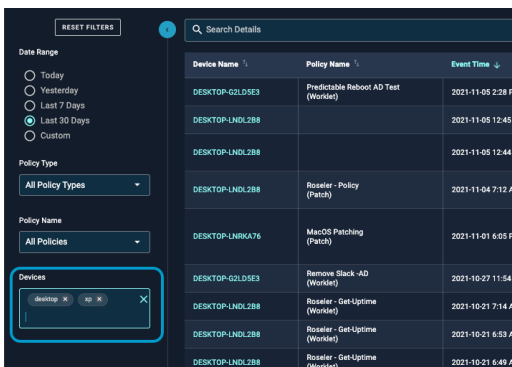 RESET FILTERS
Search Details
Date Range
Today
Yesterday
Last 7 Days
Last 30 Days
Custom
Policy Type
All Policy Types
Policy Name
All Policies
Devices
desktop
xp
Device Name Policy Name Event Time
DESKTOP-G2LD5E3 Predictable Reboot AD Test (Worklet) 2021-11-05 2:28 P
DESKTOP-LNDL2B8 2021-11-05 12:45
DESKTOP-LNDL2B8 2021-11-05 12:44
DESKTOP-LNDL2B8 Roseler - Policy (Patch) 2021-11-04 7:12 A
DESKTOP-LNRKA76 MacOS Patching (Patch) 2021-11-01 6:05 P
DESKTOP-G2LD5E3 Remove Slack -AD (Worklet) 2021-10-27 11:54
DESKTOP-LNDL2B8 Roseler - Get-Uptime (Worklet) 2021-10-21 7:14 A
DESKTOP-LNDL2B8 Roseler - Get-Uptime (Worklet) 2021-10-21 6:53 A
DESKTOP-LNDL2B8 Roseler - Get-Uptime (Worklet) 2021-10-21 6:49 A